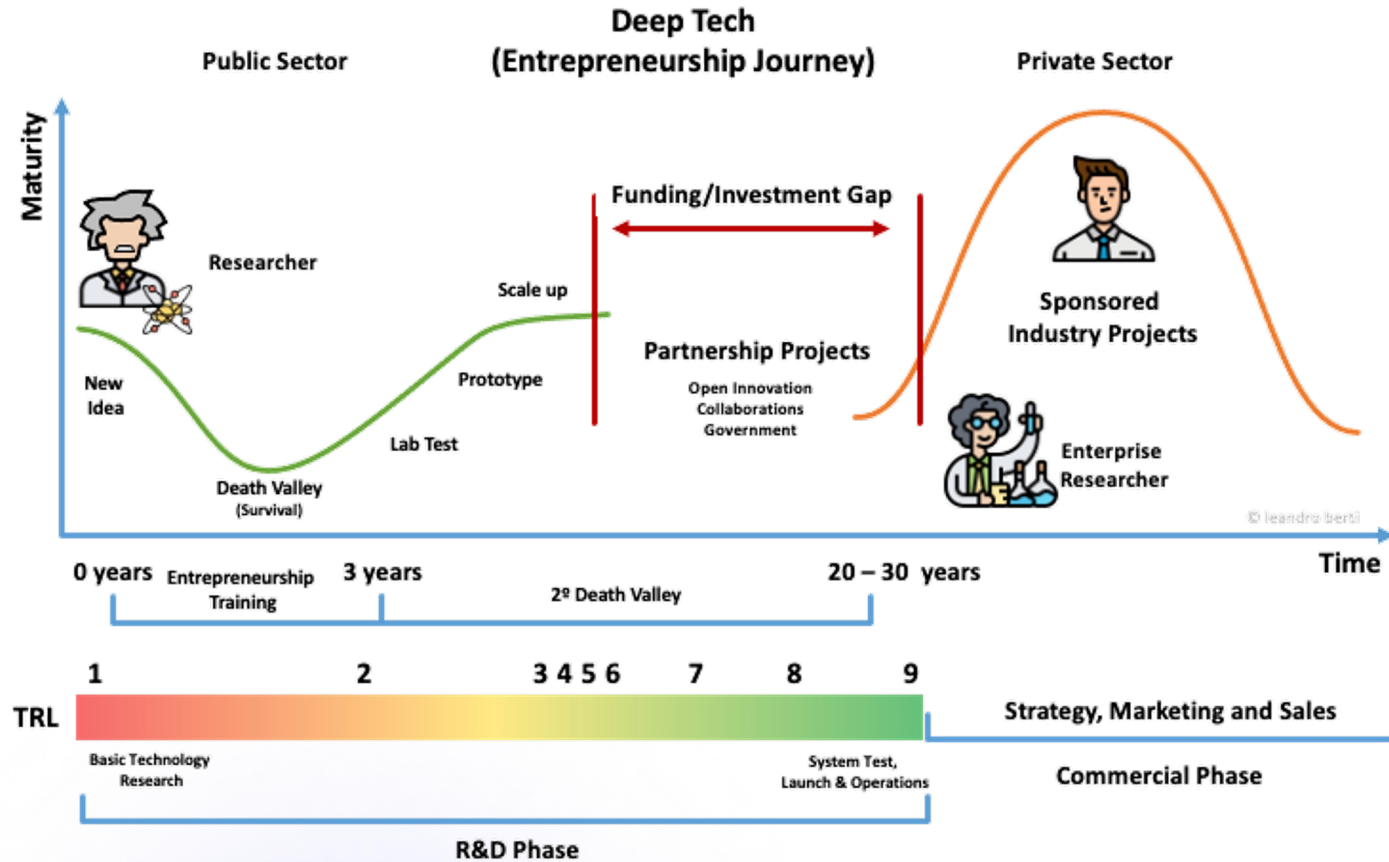 Deep Tech
(Entrepreneurship Journey)
Public Sector
Private Sector
Maturity
Researcher
New
Idea
Death Valley
(Survival)
Lab Test
Prototype
Scale up
Funding/Investment Gap
Partnership Projects
Open Innovation
Collaborations
Government
Sponsored
Industry Projects
Enterprise
Researcher
© leandro berti
Time
0 years
Entrepreneurship
Training
3 years
2º Death Valley
20 – 30 years
1 2 3 4 5 6 7 8 9
TRL
Basic Technology
Research
System Test,
Launch & Operations
R&D Phase
Strategy, Marketing and Sales
Commercial Phase